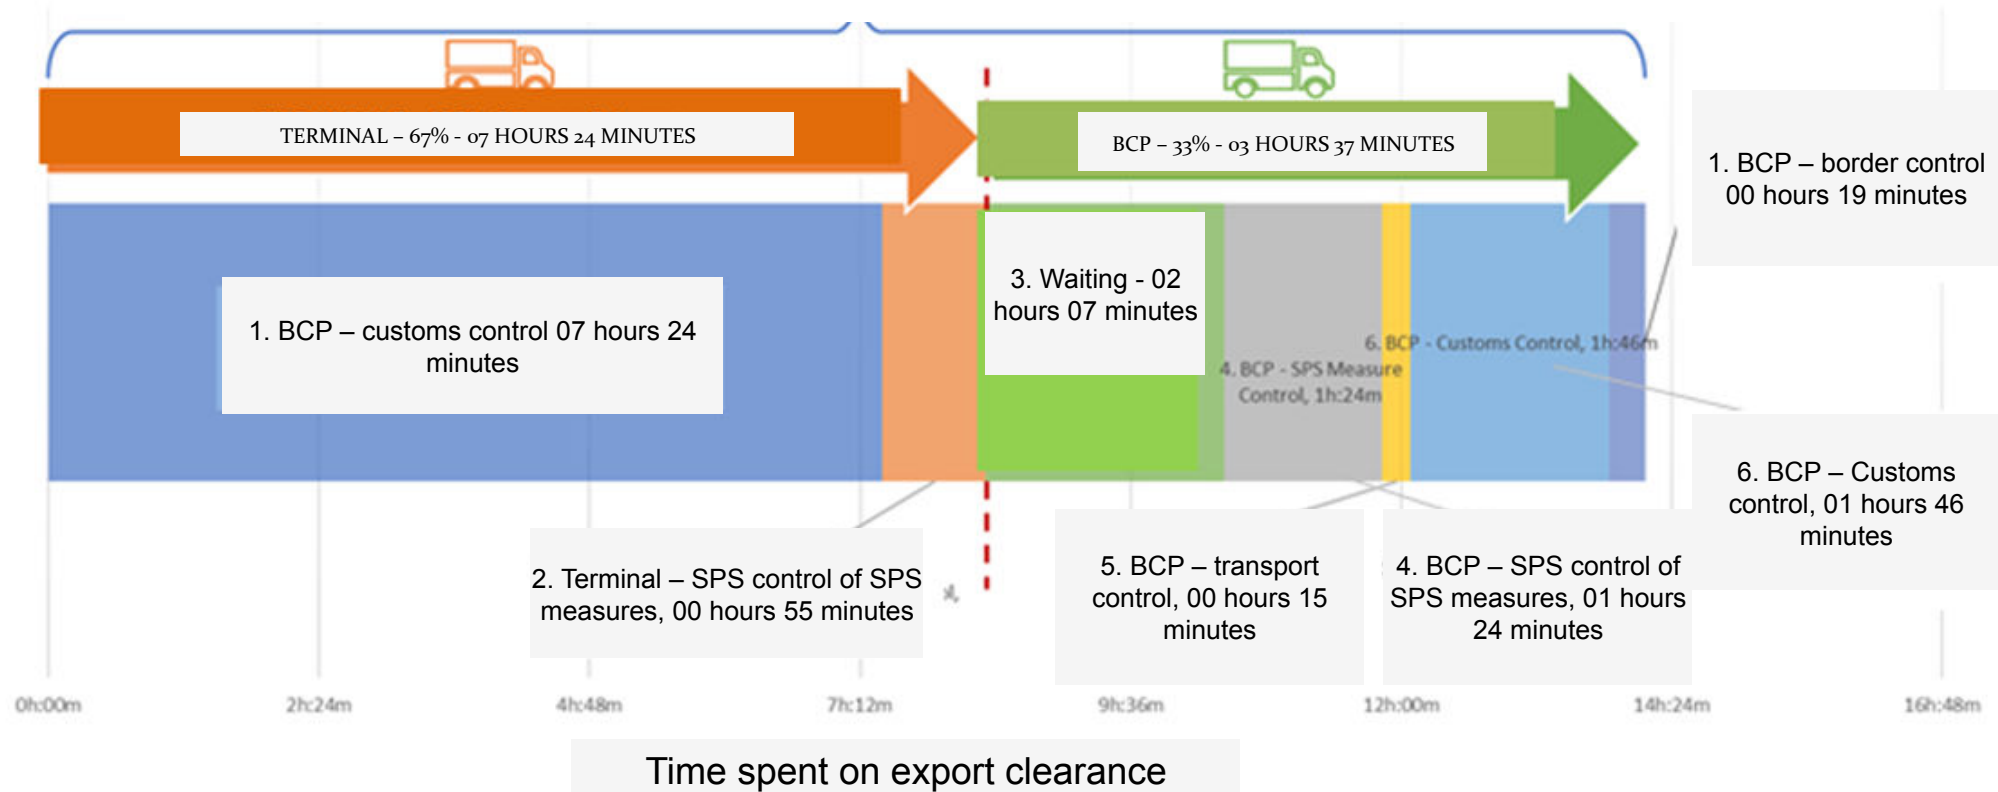 TERMINAL – 67% - 07 HOURS 24 MINUTES
BCP – 33% - 03 HOURS 37 MINUTES
1. BCP – border control
00 hours 19 minutes
1. BCP – customs control 07 hours 24
minutes
3. Waiting - 02
hours 07 minutes
6. BCP - Customs Control, 1h:46m
4. BCP - SPS Measure
Control, 1h:24m
6. BCP – Customs
control, 01 hours 46
minutes
2. Terminal – SPS control of SPS
measures, 00 hours 55 minutes
5. BCP – transport
control, 00 hours 15
minutes
4. BCP – SPS control of
SPS measures, 01 hours
24 minutes
0h:00m
2h:24m
4h:48m
7h:12m
9h:36m
12h:00m
14h:24m
16h:48m
Time spent on export clearance